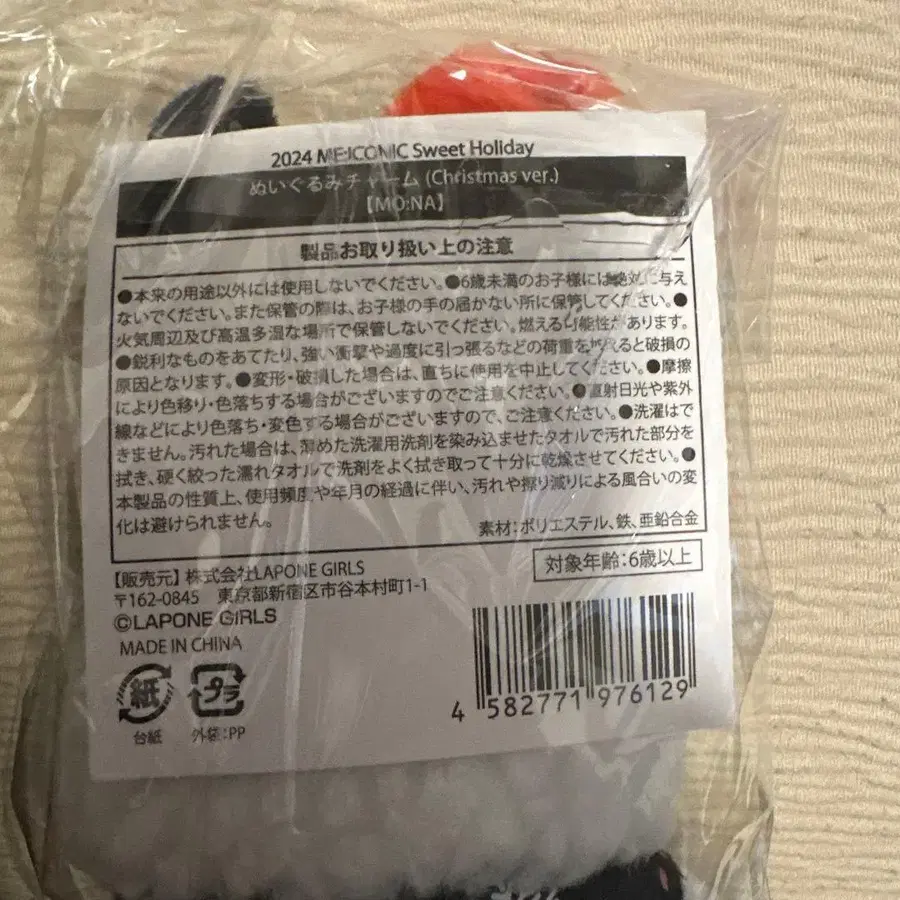 2024 ME:ICONIC Sweet Holiday
ぬいぐるみチャーム (Christmas ver.)
【MO:NA】
製品お取り扱い上の注意
●本来の用途以外には使用しないでください。●6歳未満のお子様には絶対に与え
ないでください。また保管の際は、お子様の手の届かない所に保管してください。●
火気周辺及び高温多湿な場所で保管しないでください。燃える可能性があります。
●鋭利なものをあてたり、強い衝撃や過度に引っ張るなどの荷重を加えると破損の
原因となります。●変形・破損した場合は、直ちに使用を中止してください。●摩擦
により色移り・色落ちする場合がございますのでご注意ください。●直射日光や紫外
線などにより色落ち・変色する場合がございますので、ご注意ください。●洗濯はで
きません。汚れた場合は、薄めた洗濯用洗剤を染み込ませたタオルで汚れた部分を
拭き、硬く絞った濡れタオルで洗剤をよく拭き取って十分に乾燥させてください。●
本製品の性質上、使用頻度や年月の経過に伴い、汚れや擦り減りによる風合いの変
化は避けられません。
素材:ポリエステル、鉄、亜鉛合金
対象年齢:6歳以上
【販売元】株式会社LAPONE GIRLS
〒162-0845 東京都新宿区市谷本村町1-1
©LAPONE GIRLS
MADE IN CHINA
紙
プラ
台紙
外袋:PP
4 582771 976129